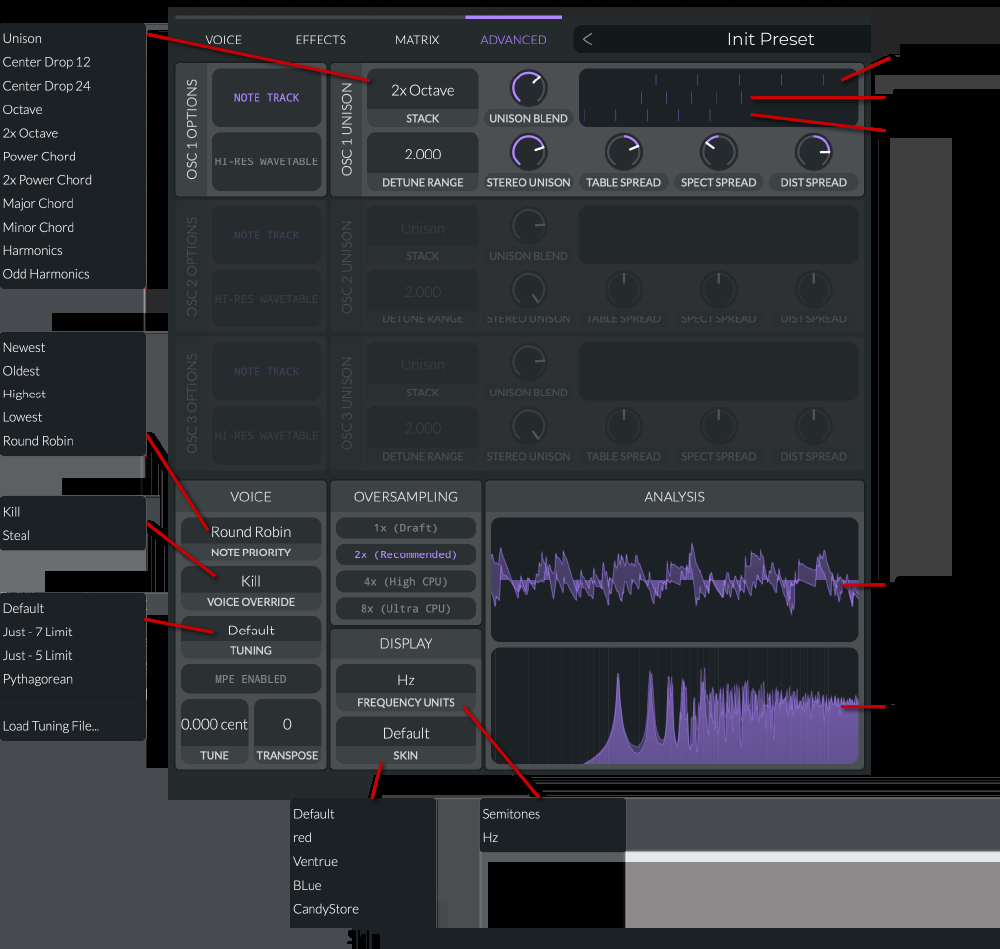 VOICE
EFFECTS
MATRIX
ADVANCED
<
Init Preset
Unison
Center Drop 12
Center Drop 24
Octave
2x Octave
Power Chord
2x Power Chord
Major Chord
Minor Chord
Harmonics
Odd Harmonics
OSC 1 OPTIONS
NOTE TRACK
HI-RES WAVETABLE
OSC 1 UNISON
2x Octave
STACK
UNISON BLEND
2.000
DETUNE RANGE
STEREO UNISON
TABLE SPREAD
SPECT SPREAD
DIST SPREAD
OSC 2 OPTIONS
NOTE TRACK
HI-RES WAVETABLE
OSC 2 UNISON
Unison
STACK
UNISON BLEND
2.000
DETUNE RANGE
STEREO UNISON
TABLE SPREAD
SPECT SPREAD
DIST SPREAD
Newest
Oldest
Highest
Lowest
Round Robin
OSC 3 OPTIONS
NOTE TRACK
HI-RES WAVETABLE
OSC 3 UNISON
Unison
STACK
UNISON BLEND
2.000
DETUNE RANGE
STEREO UNISON
TABLE SPREAD
SPECT SPREAD
DIST SPREAD
Kill
Steal
Default
Just - 7 Limit
Just - 5 Limit
Pythagorean
Load Tuning File...
VOICE
Round Robin
NOTE PRIORITY
Kill
VOICE OVERRIDE
Default
TUNING
MPE ENABLED
0.000 cent
TUNE
0
TRANSPOSE
OVERSAMPLING
1x (Draft)
2x (Recommended)
4x (High CPU)
8x (Ultra CPU)
DISPLAY
Hz
FREQUENCY UNITS
Default
SKIN
ANALYSIS
Default
red
Ventrue
BLue
CandyStore
Semitones
Hz